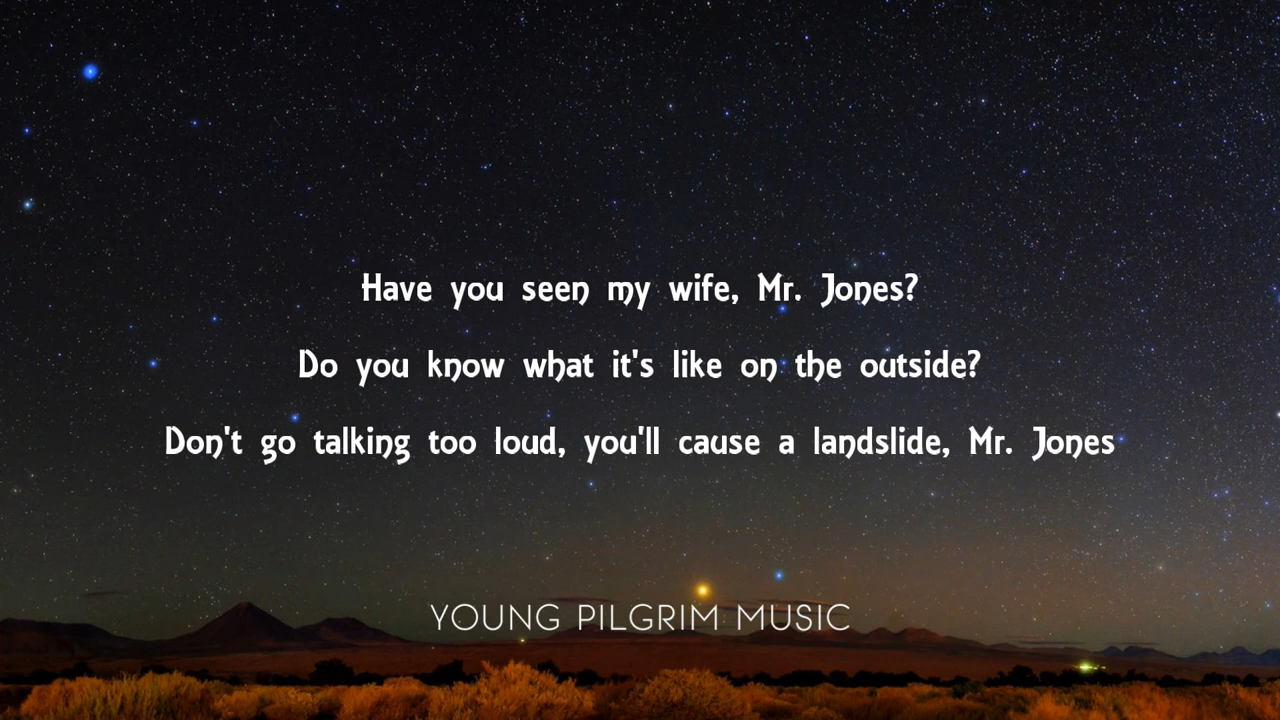 Have you seen my wife, Mr. Jones?
Do you know what it's like on the outside?
Don't go talking too loud, you'll cause a landslide, Mr. Jones
YOUNG PILGRIM MUSIC